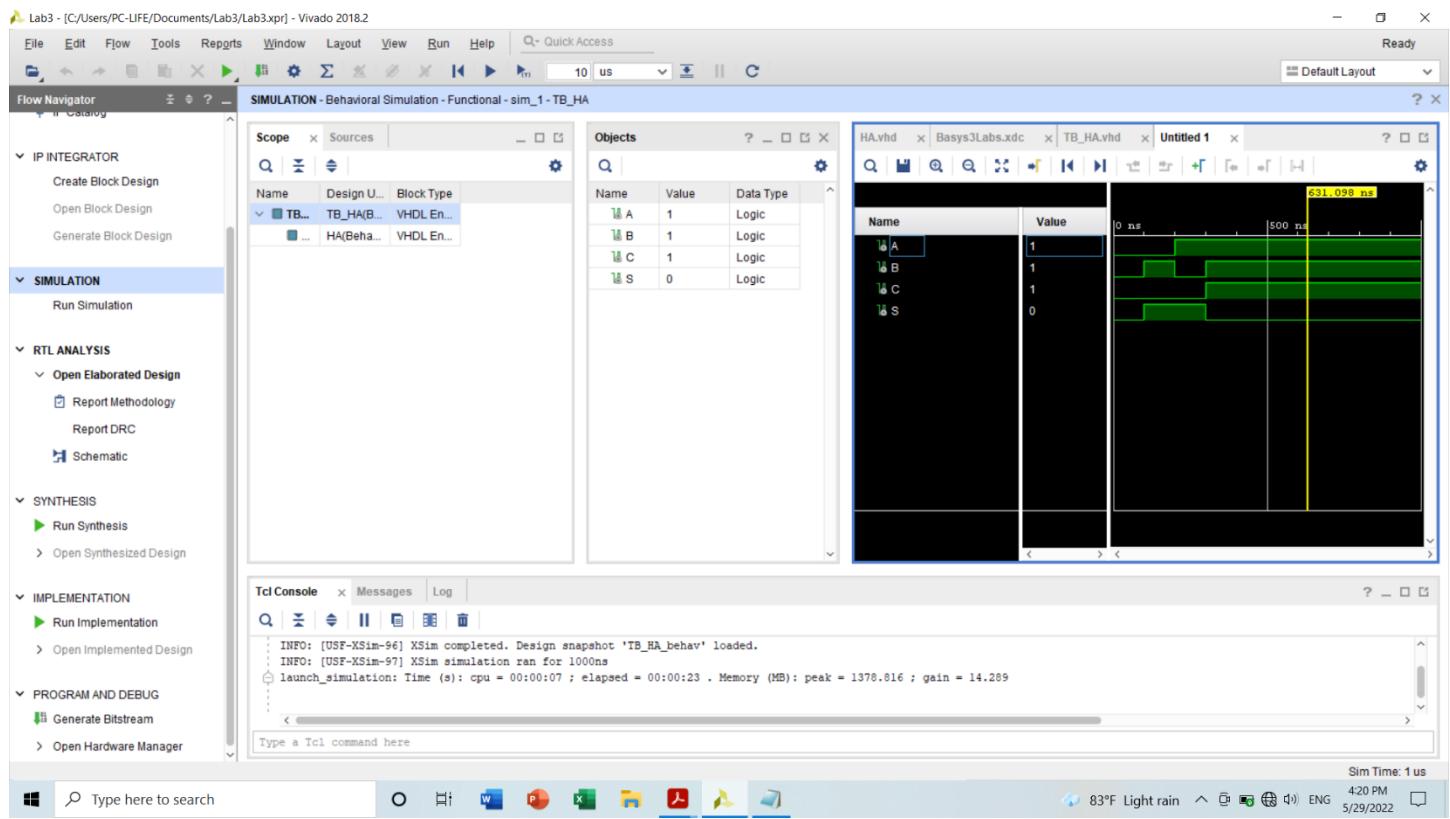 Lab3 - [C:/Users/PC-LIFE/Documents/Lab3/Lab3.xpr] - Vivado 2018.2
File Edit Flow Tools Reports Window Layout View Run Help Q- Quick Access
Ready
10 us
Default Layout
Flow Navigator
IP Catalog
IP INTEGRATOR
Create Block Design
Open Block Design
Generate Block Design
SIMULATION
Run Simulation
RTL ANALYSIS
Open Elaborated Design
Report Methodology
Report DRC
Schematic
SYNTHESIS
Run Synthesis
Open Synthesized Design
IMPLEMENTATION
Run Implementation
Open Implemented Design
PROGRAM AND DEBUG
Generate Bitstream
Open Hardware Manager
SIMULATION - Behavioral Simulation - Functional - sim_1 - TB_HA
Scope Sources
Name Design U... Block Type
TB... TB_HA(B... VHDL En...
... HA(Beha... VHDL En...
Objects
Name Value Data Type
A 1 Logic
B 1 Logic
C 1 Logic
S 0 Logic
HA.vhd Basys3Labs.xdc TB_HA.vhd Untitled 1
631.098 ns
Name Value
0 ns 500 ns
A 1
B 1
C 1
S 0
Tcl Console Messages Log
INFO: [USF-XSim-96] XSim completed. Design snapshot 'TB_HA_behav' loaded.
INFO: [USF-XSim-97] XSim simulation ran for 1000ns
launch_simulation: Time (s): cpu = 00:00:07 ; elapsed = 00:00:23 . Memory (MB): peak = 1378.816 ; gain = 14.289
Type a Tcl command here
Sim Time: 1 us
Type here to search
83°F Light rain
ENG
4:20 PM
5/29/2022